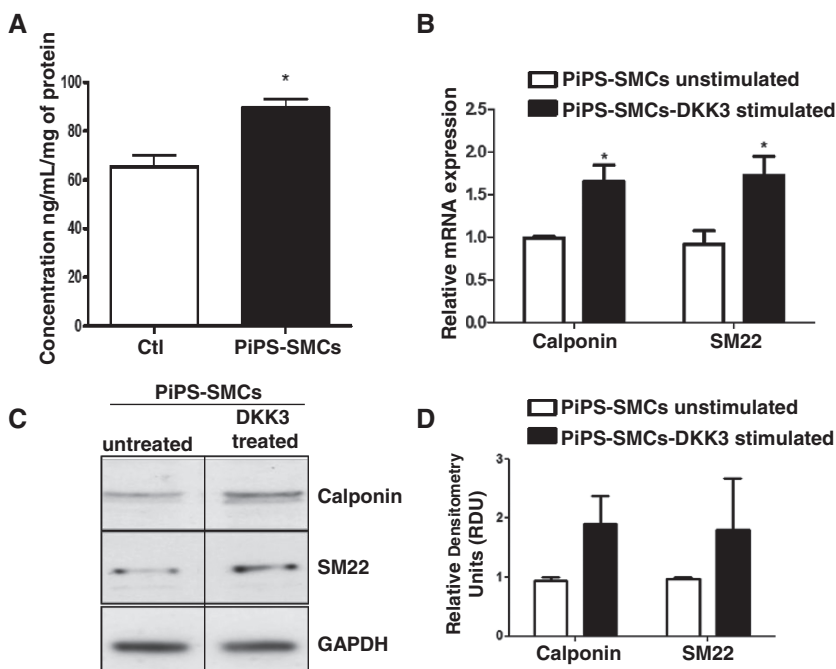 A
Concentration ng/mL/mg of protein
100
80
60
40
20
0
*
Ctl
PiPS-SMCs
B
PiPS-SMCs unstimulated
PiPS-SMCs-DKK3 stimulated
Relative mRNA expression
2.5
2.0
1.5
1.0
0.5
0.0
*
*
Calponin
SM22
C
PiPS-SMCs
untreated
DKK3
treated
Calponin
SM22
GAPDH
D
PiPS-SMCs unstimulated
PiPS-SMCs-DKK3 stimulated
Relative Densitometry
Units (RDU)
3
2
1
0
Calponin
SM22